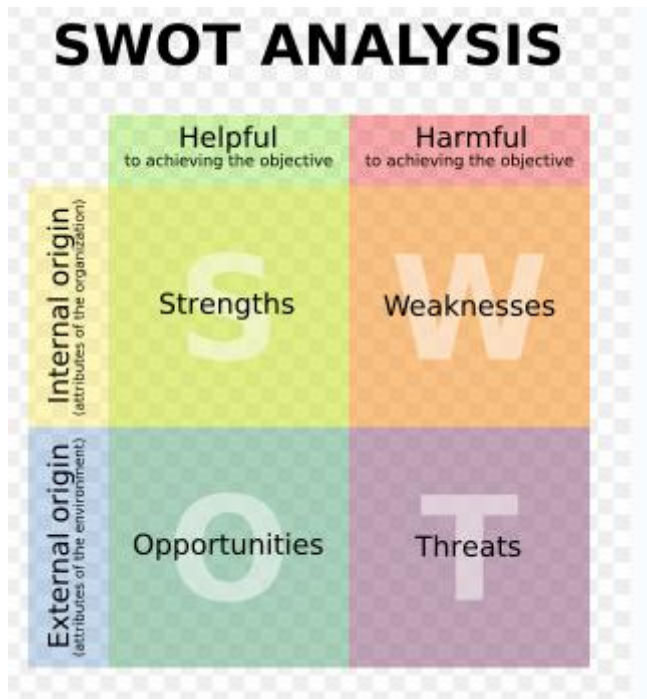 SWOT ANALYSIS
Helpful
to achieving the objective
Harmful
to achieving the objective
Internal origin
(attributes of the organization)
S
Strengths
W
Weaknesses
External origin
(attributes of the environment)
O
Opportunities
T
Threats